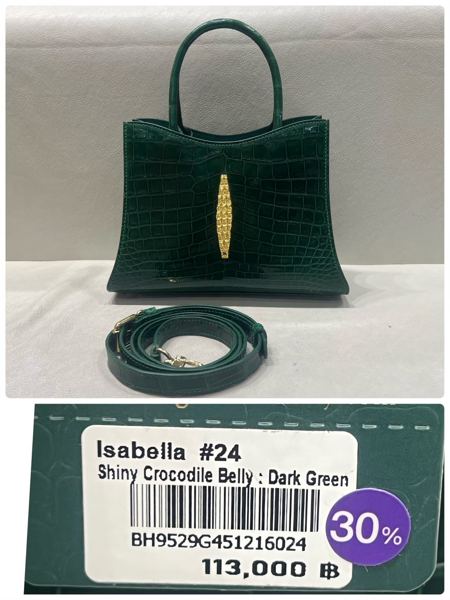 Isabella #24
Shiny Crocodile Belly : Dark Green
30%
BH9529G451216024
113,000 ฿